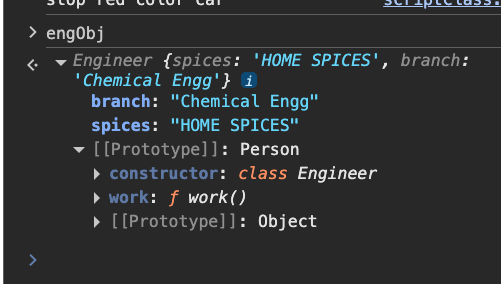 stop red color car scriptClass.
> engObj
Engineer {spices: 'HOME SPICES', branch:
'Chemical Engg'} i
branch: "Chemical Engg"
spices: "HOME SPICES"
[[Prototype]]: Person
constructor: class Engineer
work: ƒ work()
[[Prototype]]: Object
>